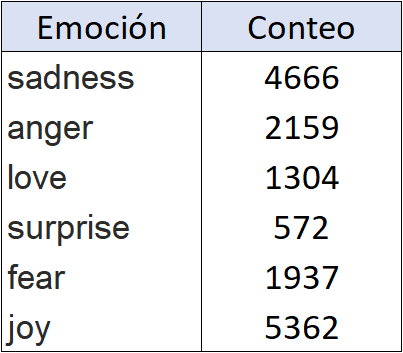 Emoción Conteo
sadness 4666
anger 2159
love 1304
surprise 572
fear 1937
joy 5362